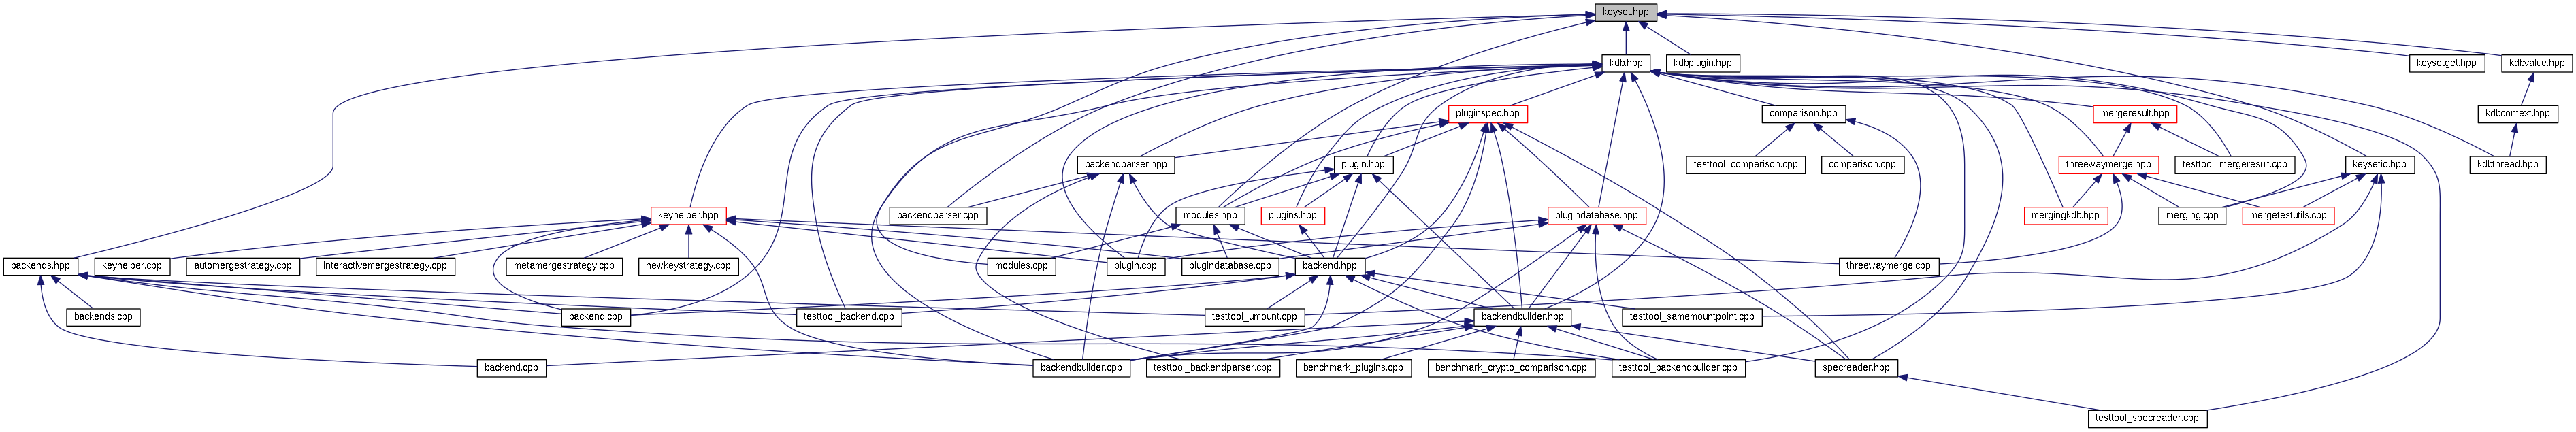 keyset.hpp
kdb.hpp
kdbplugin.hpp
keysetget.hpp
kdbvalue.hpp
pluginspec.hpp
comparison.hpp
mergeresult.hpp
kdbcontext.hpp
backendparser.hpp
plugin.hpp
testtool_comparison.cpp
comparison.cpp
threewaymerge.hpp
testtool_mergeresult.cpp
keysetio.hpp
kdbthread.hpp
keyhelper.hpp
backendparser.cpp
modules.hpp
plugins.hpp
plugindatabase.hpp
mergingkdb.hpp
merging.cpp
mergetestutils.cpp
backends.hpp
keyhelper.cpp
automergestrategy.cpp
interactivemergestrategy.cpp
metamergestrategy.cpp
newkeystrategy.cpp
modules.cpp
plugin.cpp
plugindatabase.cpp
backend.hpp
threewaymerge.cpp
backends.cpp
backend.cpp
testtool_backend.cpp
testtool_umount.cpp
backendbuilder.hpp
testtool_samemountpoint.cpp
backend.cpp
backendbuilder.cpp
testtool_backendparser.cpp
benchmark_plugins.cpp
benchmark_crypto_comparison.cpp
testtool_backendbuilder.cpp
specreader.hpp
testtool_specreader.cpp